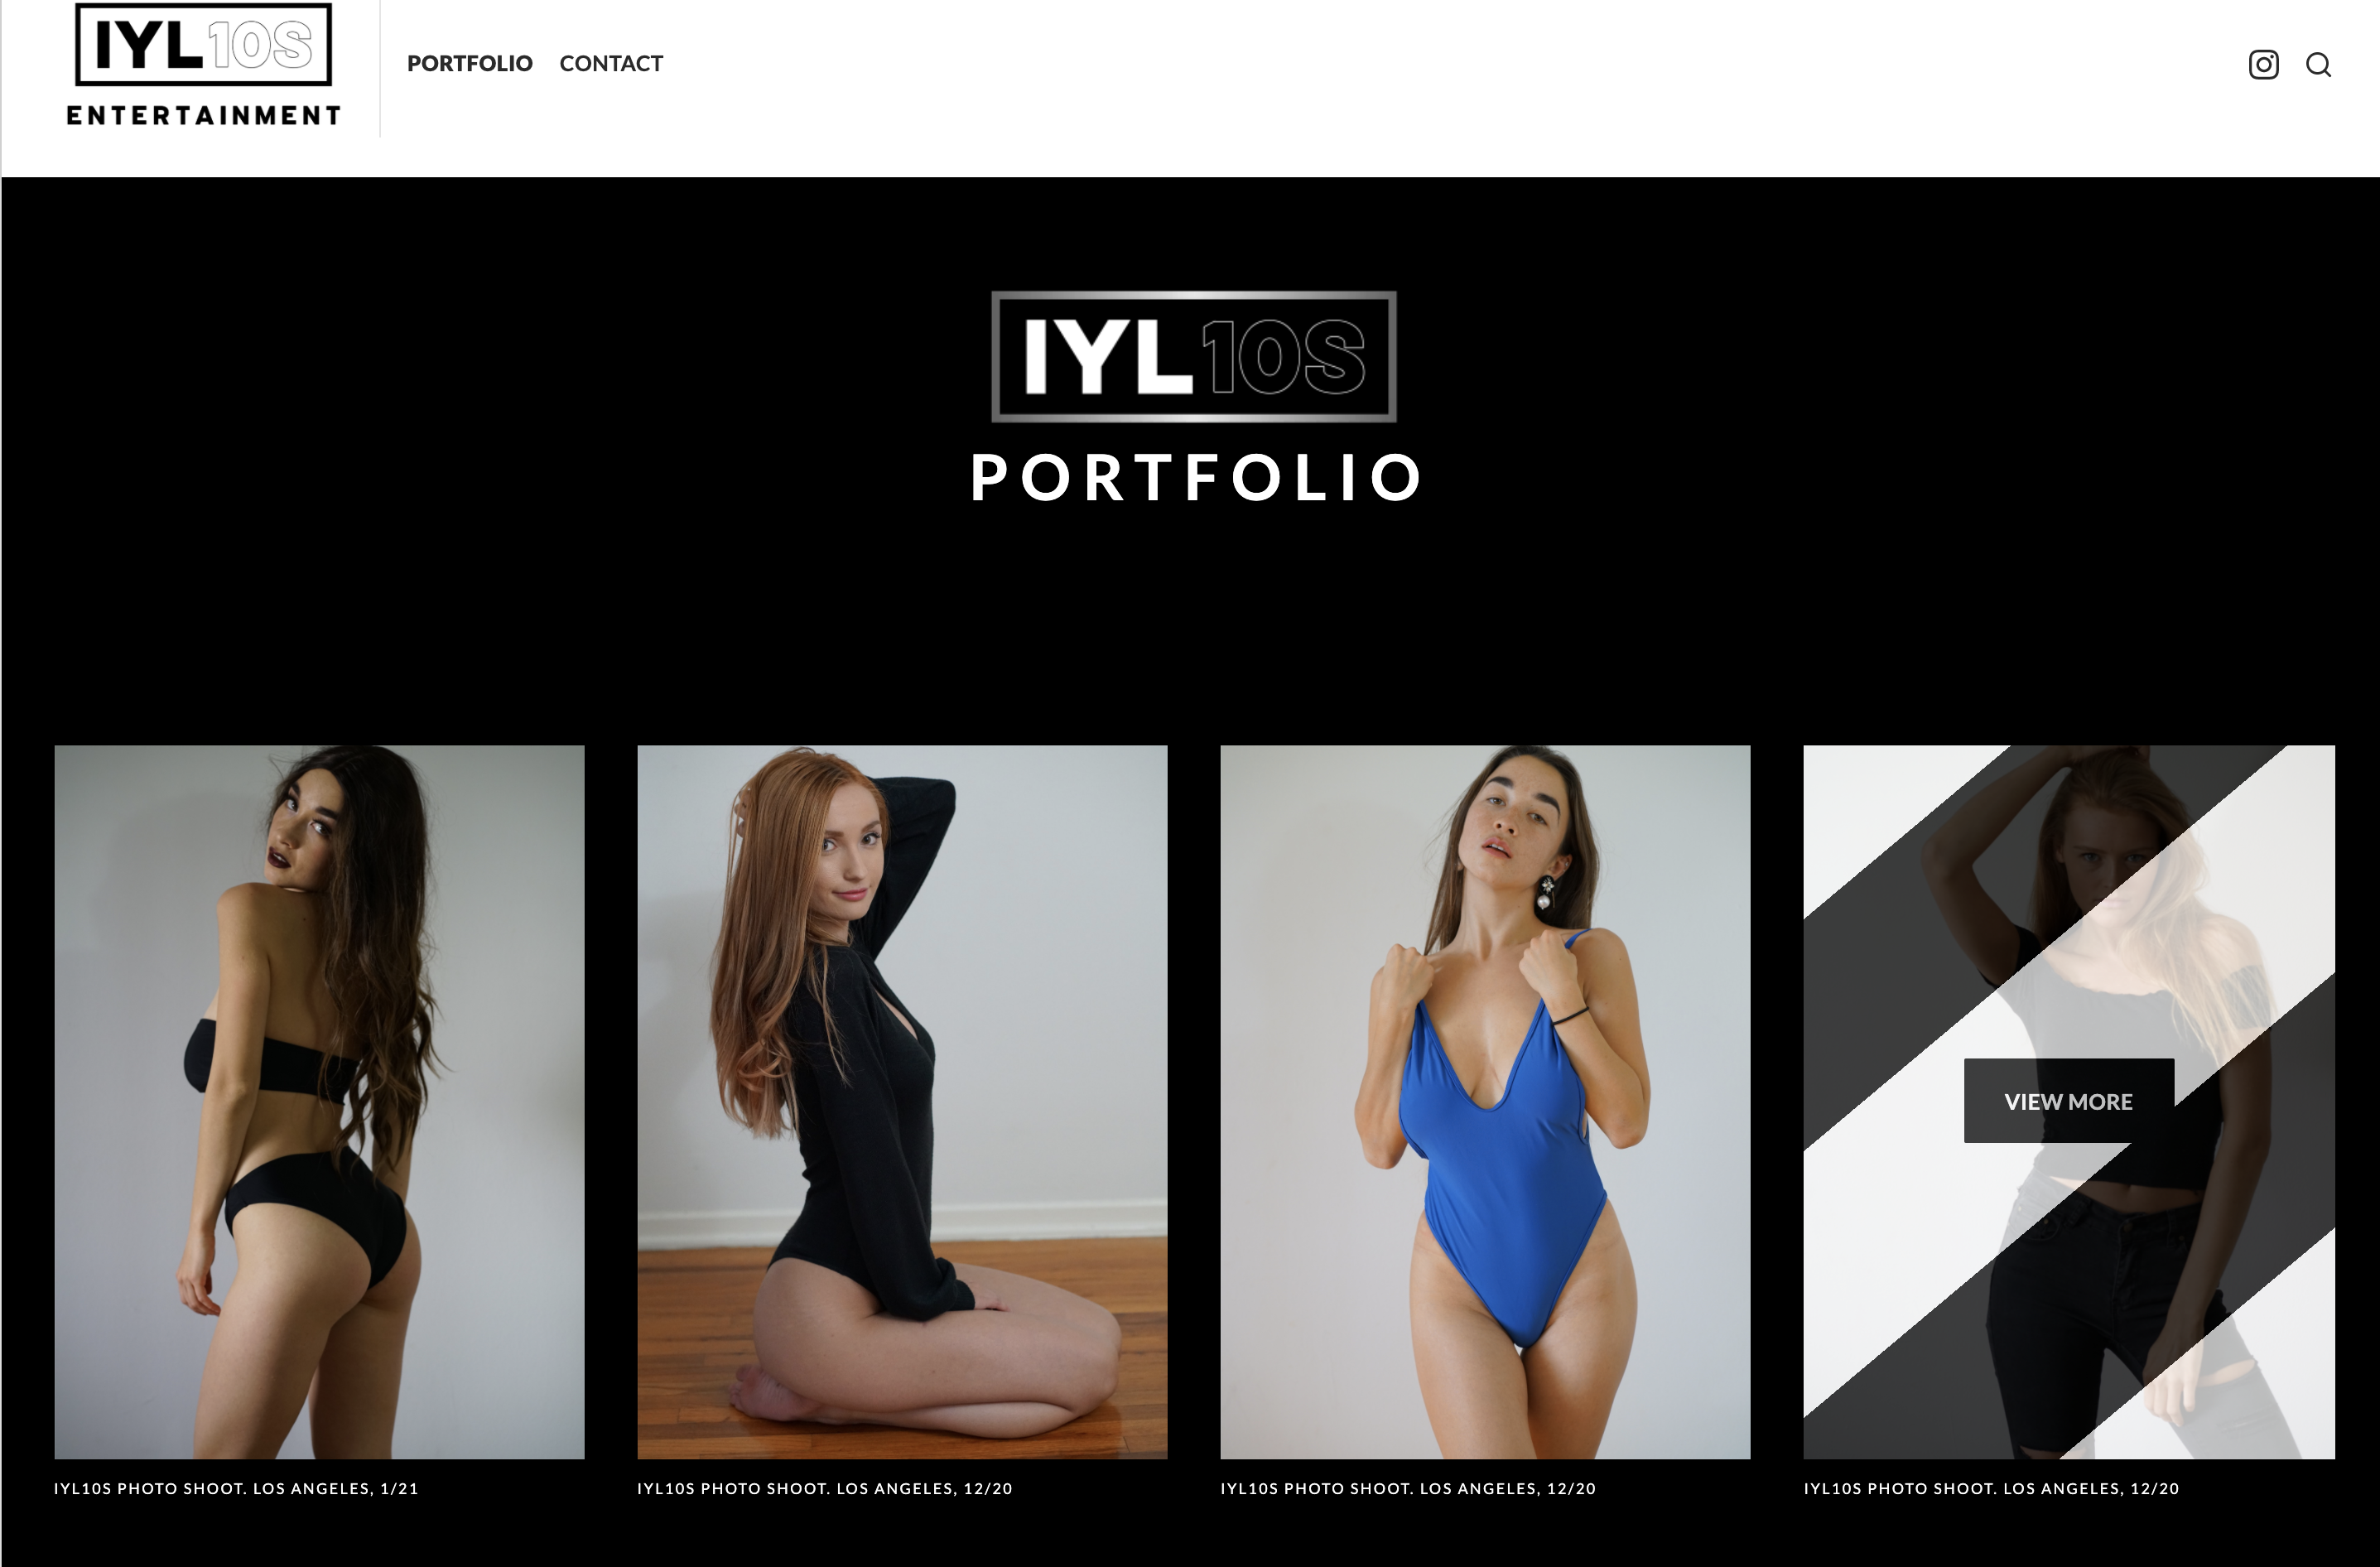 IYL10S
ENTERTAINMENT
PORTFOLIO CONTACT
IYL10S
PORTFOLIO
VIEW MORE
IYL10S PHOTO SHOOT. LOS ANGELES, 1/21
IYL10S PHOTO SHOOT. LOS ANGELES, 12/20
IYL10S PHOTO SHOOT. LOS ANGELES, 12/20
IYL10S PHOTO SHOOT. LOS ANGELES, 12/20